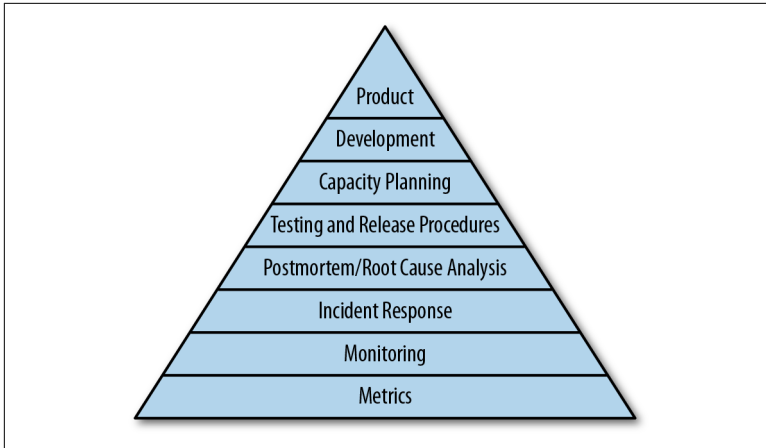 Product
Development
Capacity Planning
Testing and Release Procedures
Postmortem/Root Cause Analysis
Incident Response
Monitoring
Metrics